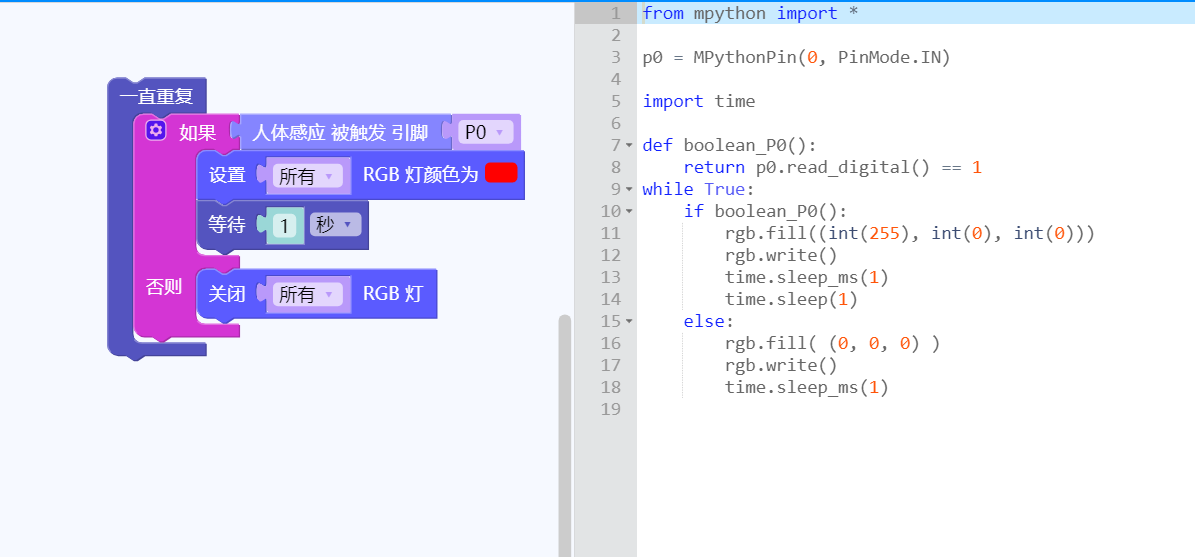 一直重复
如果 人体感应 被触发 引脚 P0
设置 所有 RGB 灯颜色为
等待 1 秒
否则 关闭 所有 RGB 灯
1 from mpython import *
2
3 p0 = MPythonPin(0, PinMode.IN)
4
5 import time
6
7 def boolean_P0():
8     return p0.read_digital() == 1
9 while True:
10     if boolean_P0():
11         rgb.fill((int(255), int(0), int(0)))
12         rgb.write()
13         time.sleep_ms(1)
14         time.sleep(1)
15     else:
16         rgb.fill( (0, 0, 0) )
17         rgb.write()
18         time.sleep_ms(1)
19